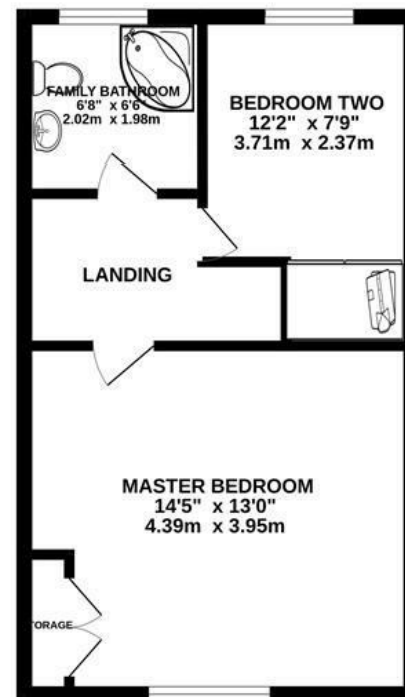 FAMILY BATHROOM
6'8" x 6'6"
2.02m x 1.98m
BEDROOM TWO
12'2" x 7'9"
3.71m x 2.37m
LANDING
MASTER BEDROOM
14'5" x 13'0"
4.39m x 3.95m
TORAGE